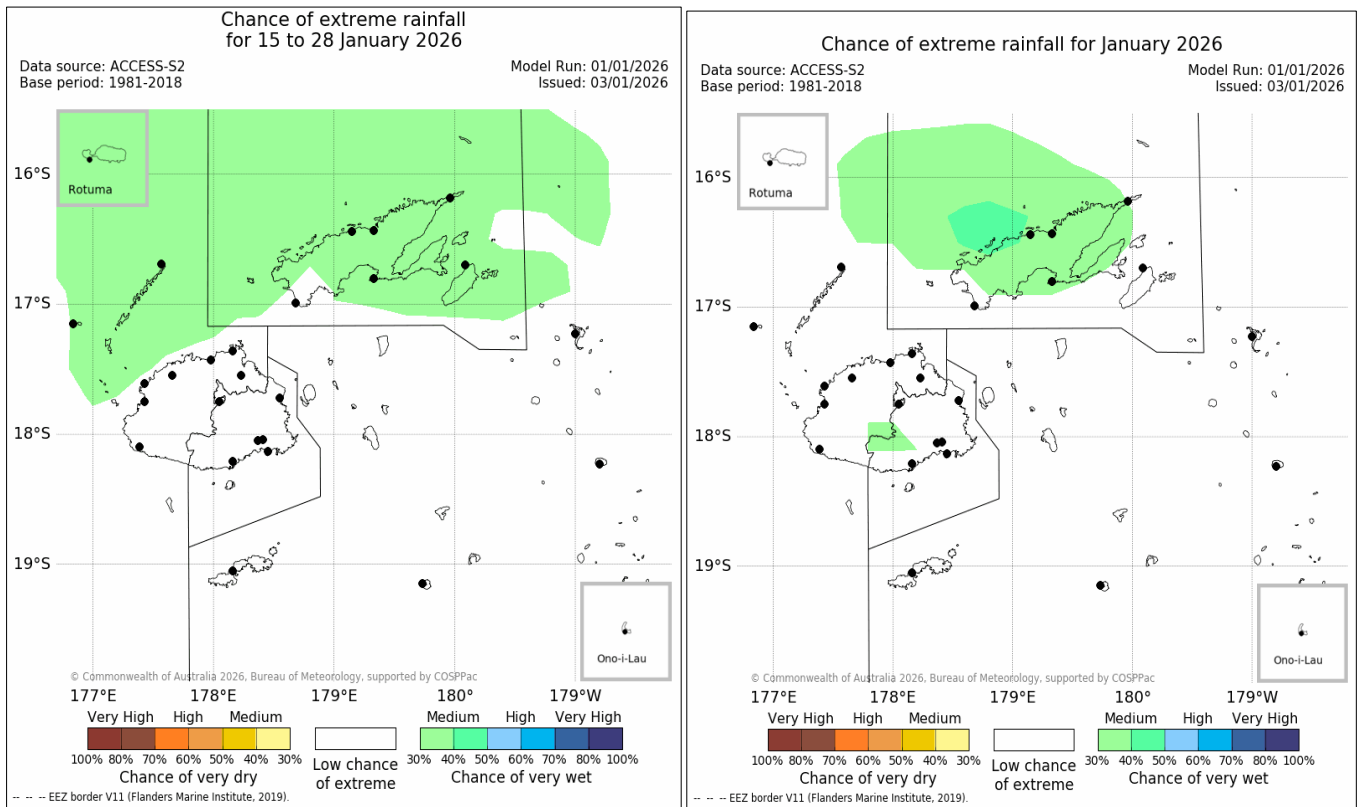 Chance of extreme rainfall
for 15 to 28 January 2026
Data source: ACCESS-S2
Base period: 1981-2018
Model Run: 01/01/2026
Issued: 03/01/2026
Rotuma
16°S
17°S
18°S
19°S
Ono-i-Lau
© Commonwealth of Australia 2026, Bureau of Meteorology, supported by COSPPac
177°E 178°E 179°E 180° 179°W
Very High High Medium
100% 80% 70% 60% 50% 40% 30%
Chance of very dry
Low chance
of extreme
Medium High Very High
30% 40% 50% 60% 70% 80% 100%
Chance of very wet
-- -- -- EEZ border V11 (Flanders Marine Institute, 2019).
Chance of extreme rainfall for January 2026
Data source: ACCESS-S2
Base period: 1981-2018
Model Run: 01/01/2026
Issued: 03/01/2026
Rotuma
16°S
17°S
18°S
19°S
Ono-i-Lau
© Commonwealth of Australia 2026, Bureau of Meteorology, supported by COSPPac
177°E 178°E 179°E 180° 179°W
Very High High Medium
100% 80% 70% 60% 50% 40% 30%
Chance of very dry
Low chance
of extreme
Medium High Very High
30% 40% 50% 60% 70% 80% 100%
Chance of very wet
-- -- -- EEZ border V11 (Flanders Marine Institute, 2019).